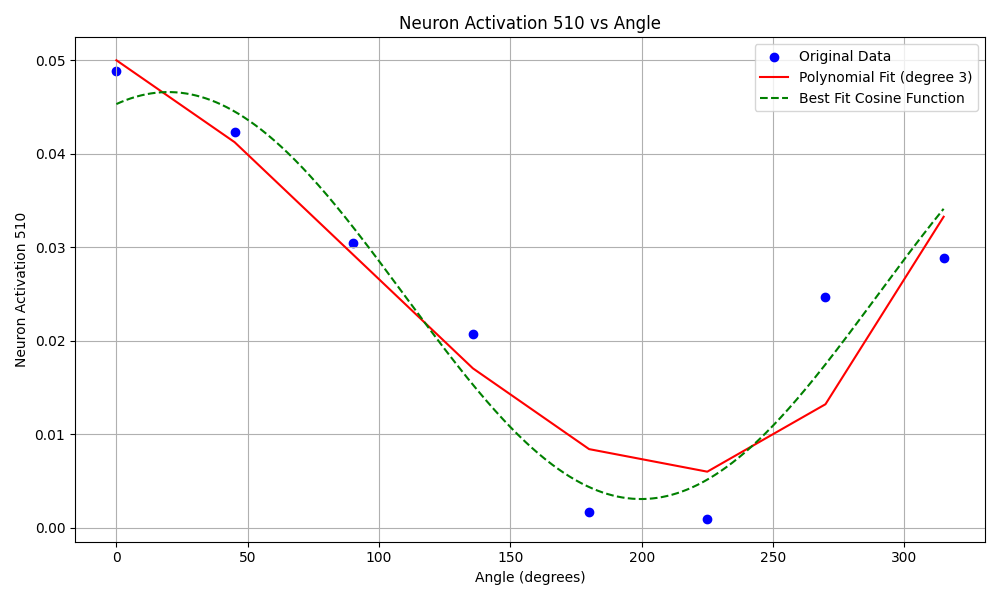 Neuron Activation 510 vs Angle
Original Data
Polynomial Fit (degree 3)
Best Fit Cosine Function
Neuron Activation 510
0.05
0.04
0.03
0.02
0.01
0.00
0 50 100 150 200 250 300
Angle (degrees)